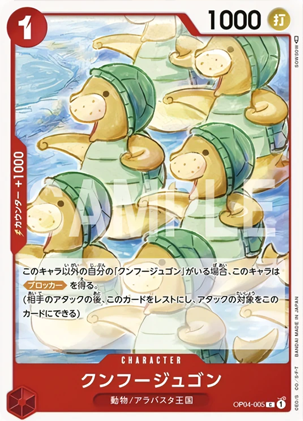 1
1000
打
カウンター +1000
SAMPLE
このキャラ以外の自分の「クンフージュゴン」がいる場合、このキャラは
ブロッカー を得る。
(相手のアタックの後、このカードをレストにし、アタックの対象をこの
カードにできる)
CHARACTER
クンフージュゴン
動物/アラバスタ王国
OP04-005 C 1
BANDAI MADE IN JAPAN